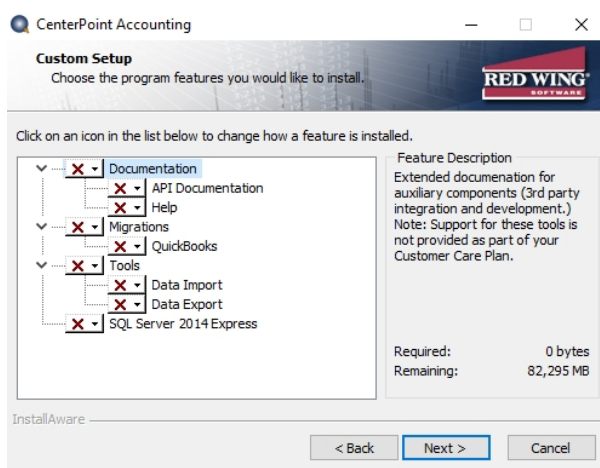 CenterPoint Accounting
Custom Setup
Choose the program features you would like to install.
RED WING
SOFTWARE
Click on an icon in the list below to change how a feature is installed.
Documentation
API Documentation
Help
Migrations
QuickBooks
Tools
Data Import
Data Export
SQL Server 2014 Express
Feature Description
Extended documenation for
auxiliary components (3rd party
integration and development.)
Note: Support for these tools is
not provided as part of your
Customer Care Plan.
Required: 0 bytes
Remaining: 82,295 MB
InstallAware
< Back
Next >
Cancel